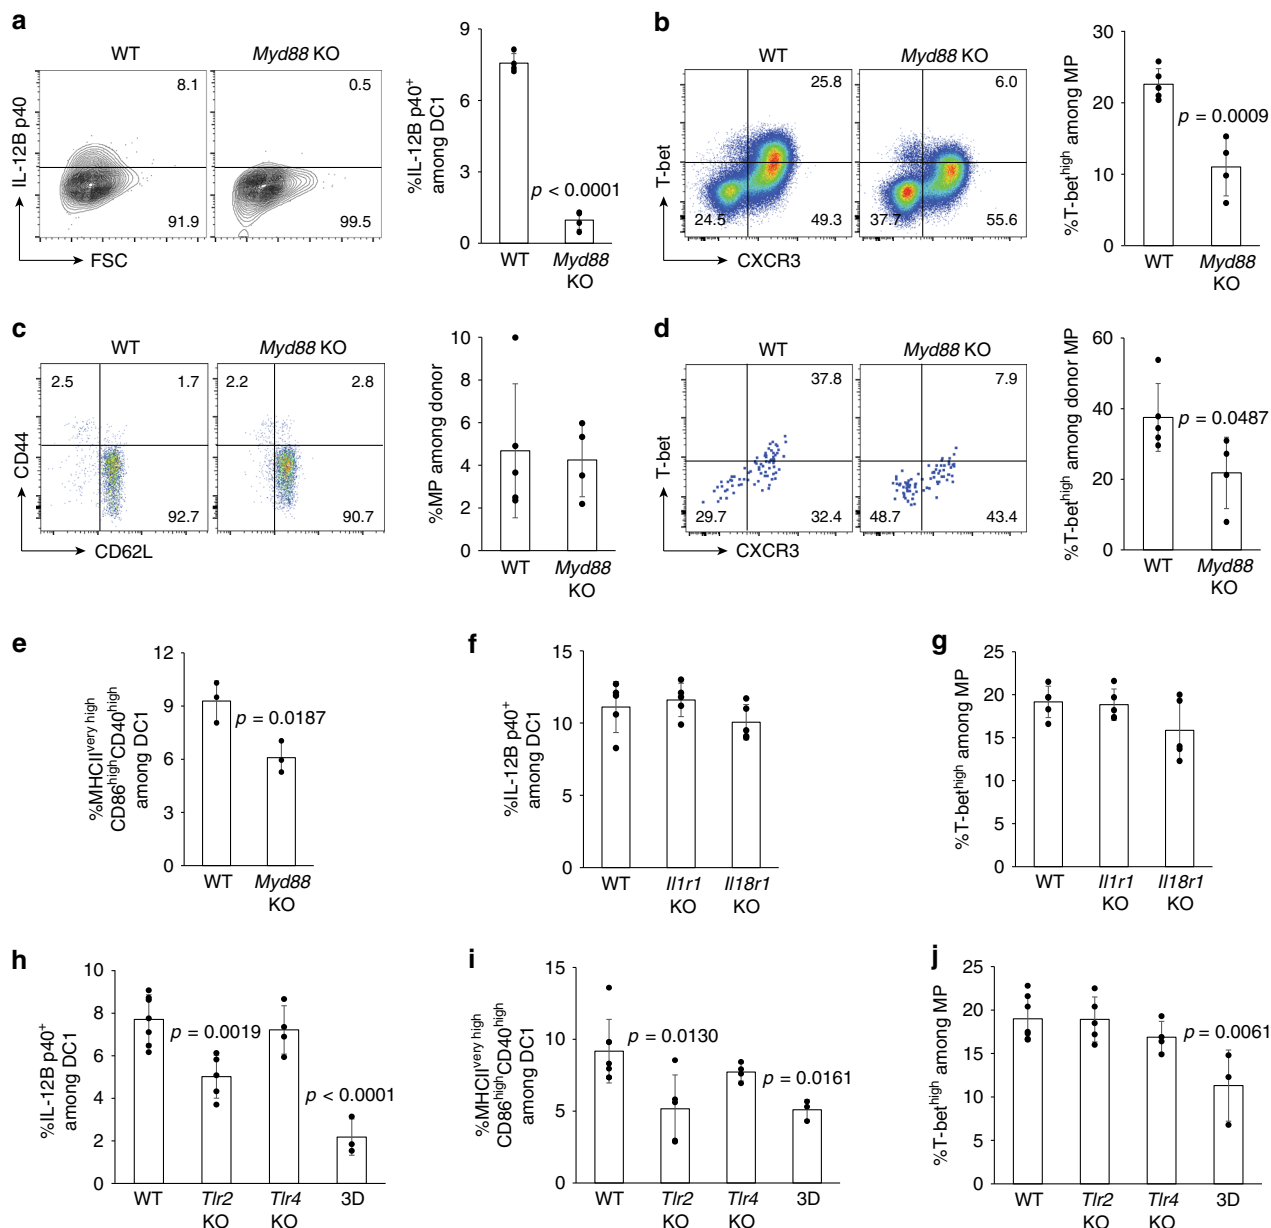 a
WT
Myd88 KO
IL-12B p40
8.1
91.9
0.5
99.5
FSC
%IL-12B p40+
among DC1
9
6
3
0
p < 0.0001
WT
Myd88
KO
b
WT
Myd88 KO
T-bet
25.8
24.5
49.3
6.0
37.7
55.6
CXCR3
%T-bethigh among MP
30
20
10
0
p = 0.0009
WT
Myd88
KO
c
WT
Myd88 KO
CD44
2.5
1.7
92.7
2.2
2.8
90.7
CD62L
%MP among donor
10
8
6
4
2
0
WT
Myd88
KO
d
WT
Myd88 KO
T-bet
37.8
29.7
32.4
7.9
48.7
43.4
CXCR3
%T-bethigh among donor MP
60
40
20
0
p = 0.0487
WT
Myd88
KO
e
%MHCIIvery high
CD86highCD40high
among DC1
12
9
6
3
0
p = 0.0187
WT
Myd88
KO
f
%IL-12B p40+
among DC1
15
10
5
0
WT
Il1r1
KO
Il18r1
KO
g
%T-bethigh among MP
25
20
15
10
5
0
WT
Il1r1
KO
Il18r1
KO
h
%IL-12B p40+
among DC1
10
8
6
4
2
0
p = 0.0019
p < 0.0001
WT
Tlr2
KO
Tlr4
KO
3D
i
%MHCIIvery high
CD86highCD40high
among DC1
15
10
5
0
p = 0.0130
p = 0.0161
WT
Tlr2
KO
Tlr4
KO
3D
j
%T-bethigh among MP
25
20
15
10
5
0
p = 0.0061
WT
Tlr2
KO
Tlr4
KO
3D